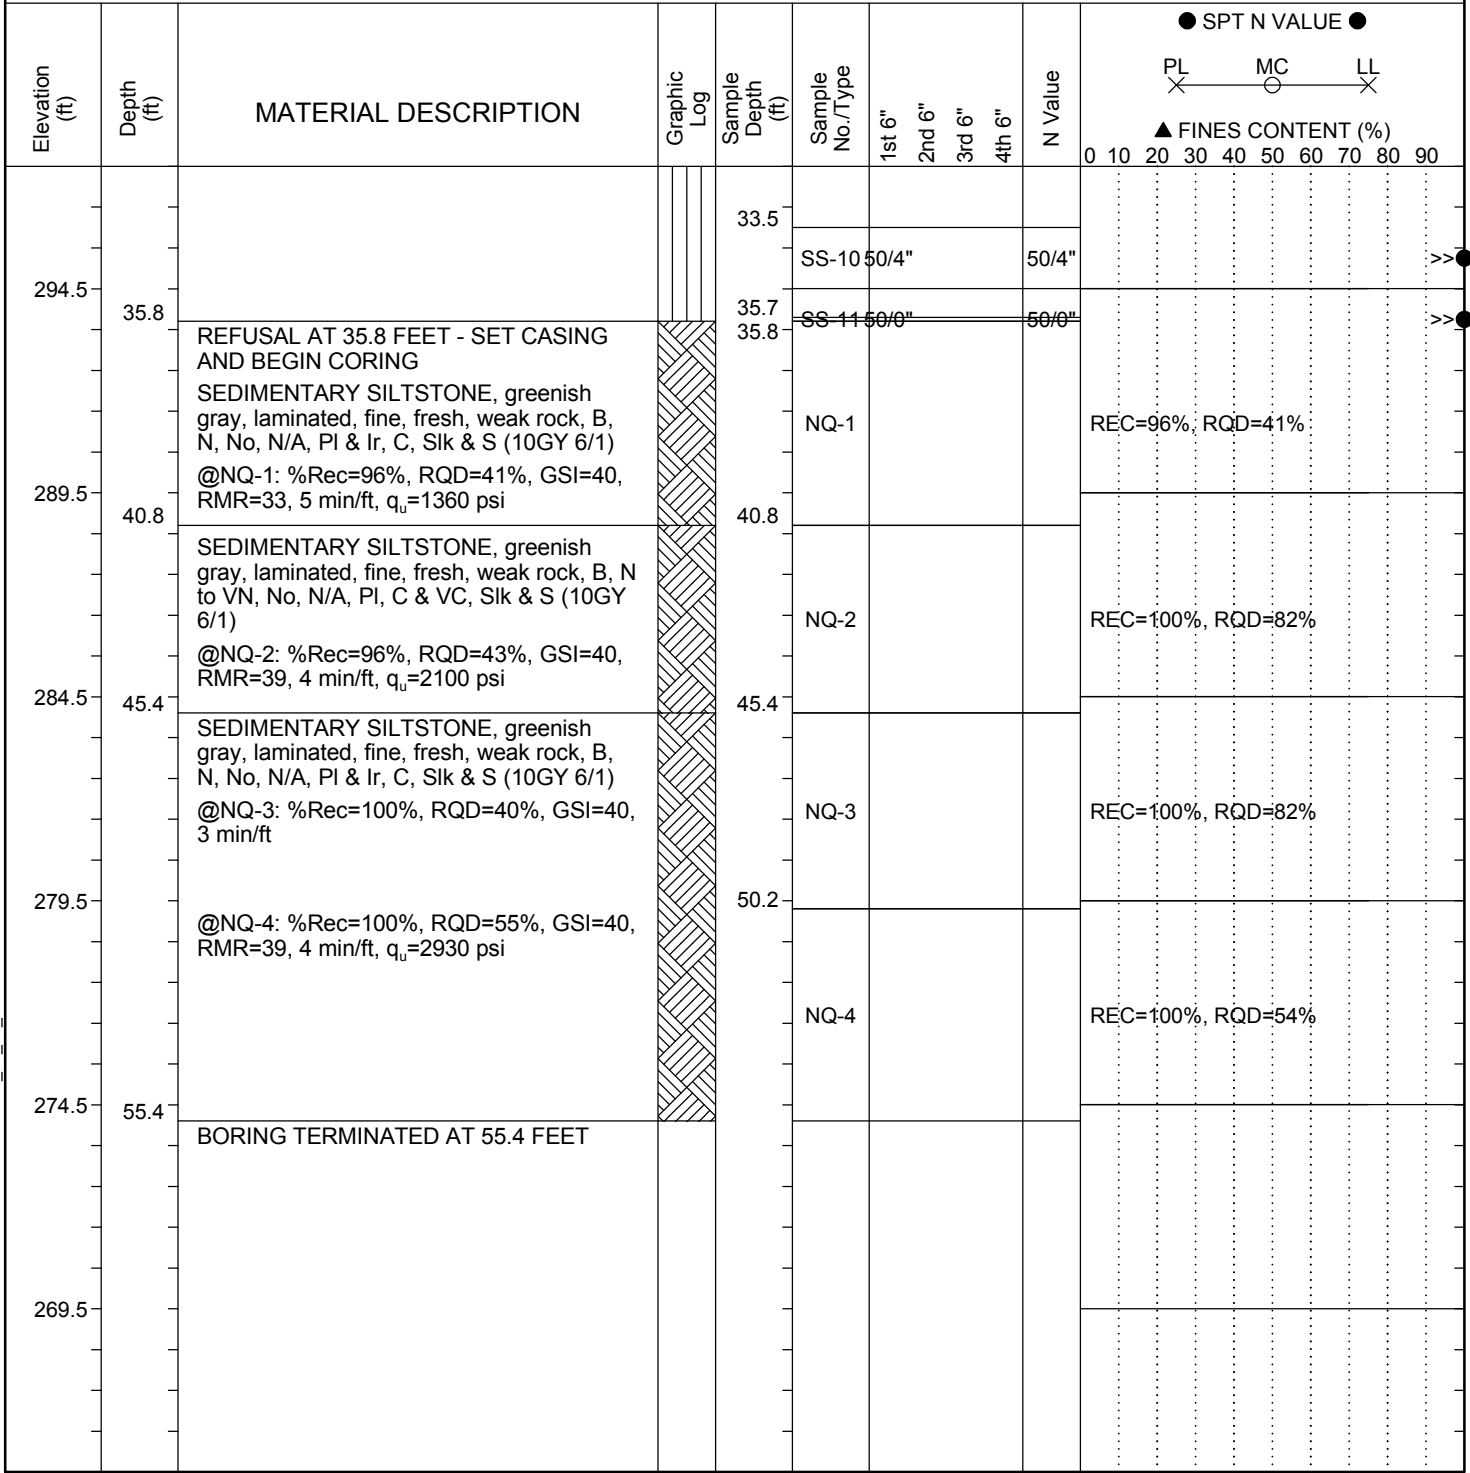 ● SPT N VALUE ●
PL MC LL
▲ FINES CONTENT (%)
0 10 20 30 40 50 60 70 80 90
Elevation
(ft)
Depth
(ft)
MATERIAL DESCRIPTION
Graphic
Log
Sample
Depth
(ft)
Sample
No./Type
1st 6"
2nd 6"
3rd 6"
4th 6"
N Value
33.5
SS-10 50/4" 50/4" >>●
294.5
35.8
35.7
SS-11 50/0" 50/0" >>●
35.8
REFUSAL AT 35.8 FEET - SET CASING
AND BEGIN CORING
SEDIMENTARY SILTSTONE, greenish
gray, laminated, fine, fresh, weak rock, B,
N, No, N/A, Pl & Ir, C, Slk & S (10GY 6/1)
NQ-1 REC=96%, RQD=41%
@NQ-1: %Rec=96%, RQD=41%, GSI=40,
RMR=33, 5 min/ft, qu=1360 psi
289.5
40.8 40.8
SEDIMENTARY SILTSTONE, greenish
gray, laminated, fine, fresh, weak rock, B, N
to VN, No, N/A, Pl, C & VC, Slk & S (10GY
6/1)
NQ-2 REC=100%, RQD=82%
@NQ-2: %Rec=96%, RQD=43%, GSI=40,
RMR=39, 4 min/ft, qu=2100 psi
284.5
45.4 45.4
SEDIMENTARY SILTSTONE, greenish
gray, laminated, fine, fresh, weak rock, B,
N, No, N/A, Pl & Ir, C, Slk & S (10GY 6/1)
@NQ-3: %Rec=100%, RQD=40%, GSI=40,
3 min/ft
NQ-3 REC=100%, RQD=82%
279.5
50.2
@NQ-4: %Rec=100%, RQD=55%, GSI=40,
RMR=39, 4 min/ft, qu=2930 psi
NQ-4 REC=100%, RQD=54%
274.5
55.4
BORING TERMINATED AT 55.4 FEET
269.5